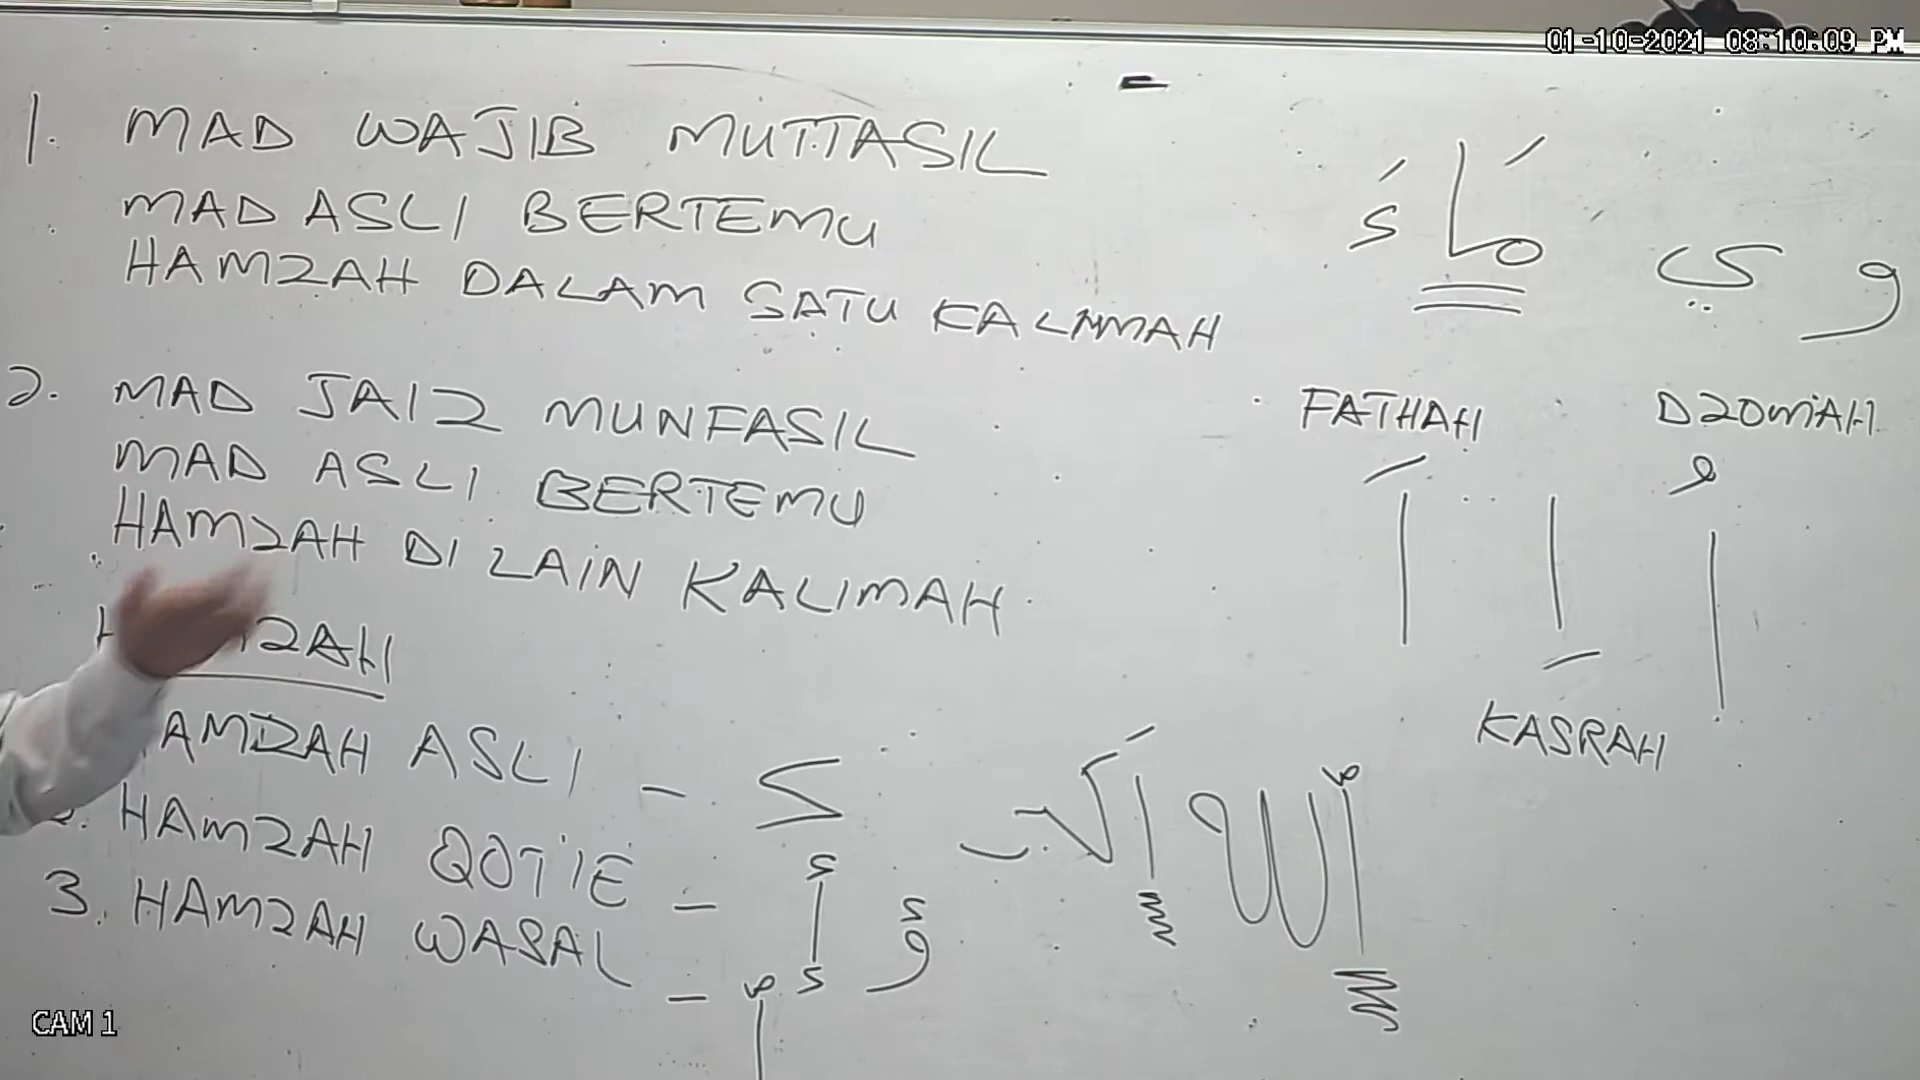 01-10-2021 08:10:09 PM
1. MAD WAJIB MUTTASIL
MAD ASLI BERTEMU
HAMZAH DALAM SATU KALIMMAH
مَاءَ
ي
و
2. MAD JAIZ MUNFASIL
MAD ASLI BERTEMU
HAMZAH DI LAIN KALIMAH
FATHAH
DZOMAH
اَ اِ اُ
KASRAH
HAMZAH ASLI - ء
HAMZAH QOTIE - أ إ ؤ
3. HAMZAH WASAL - ٱ
CAM 1